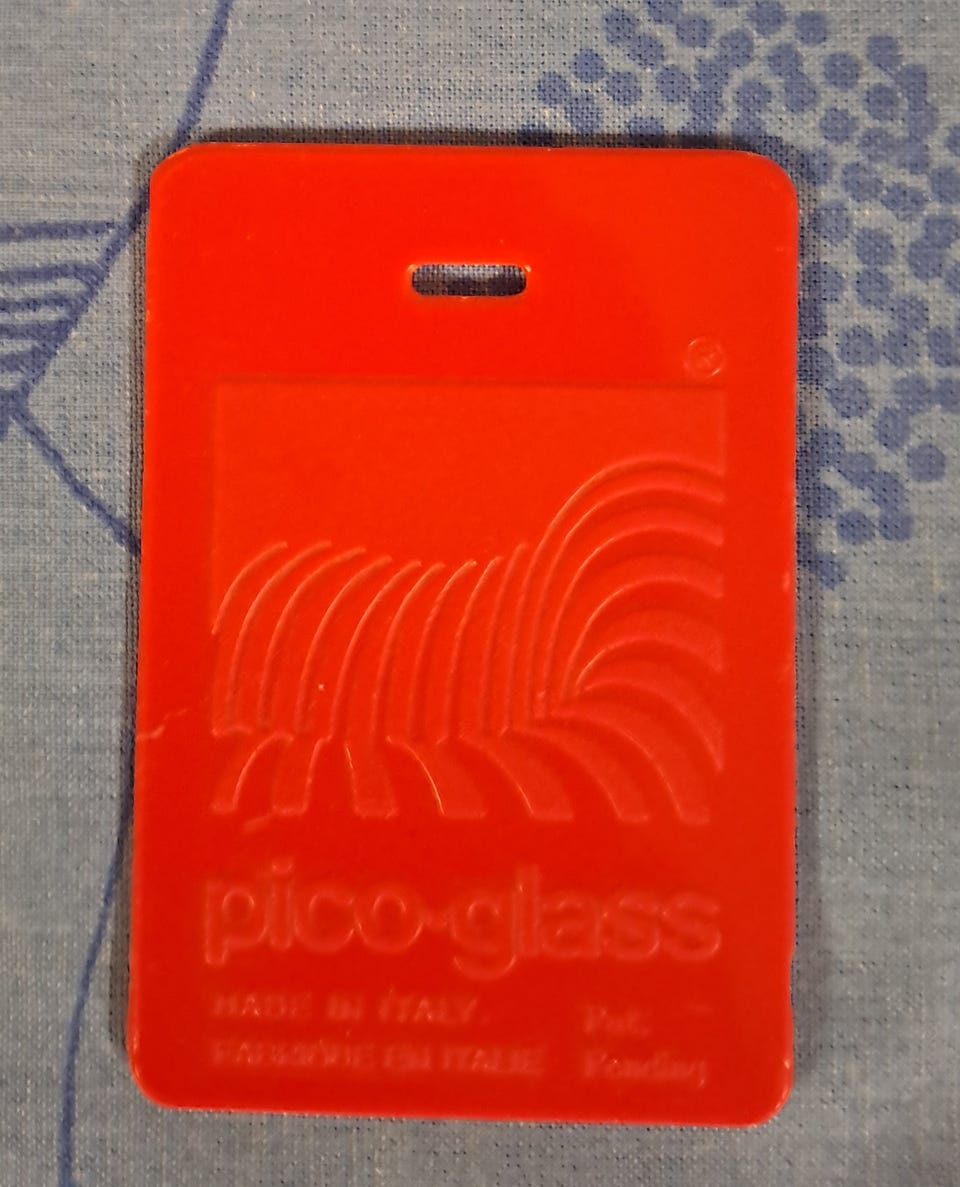 ®
pico-glass
MADE IN ITALY. Pat.
FABRIQUE EN ITALIE Pending